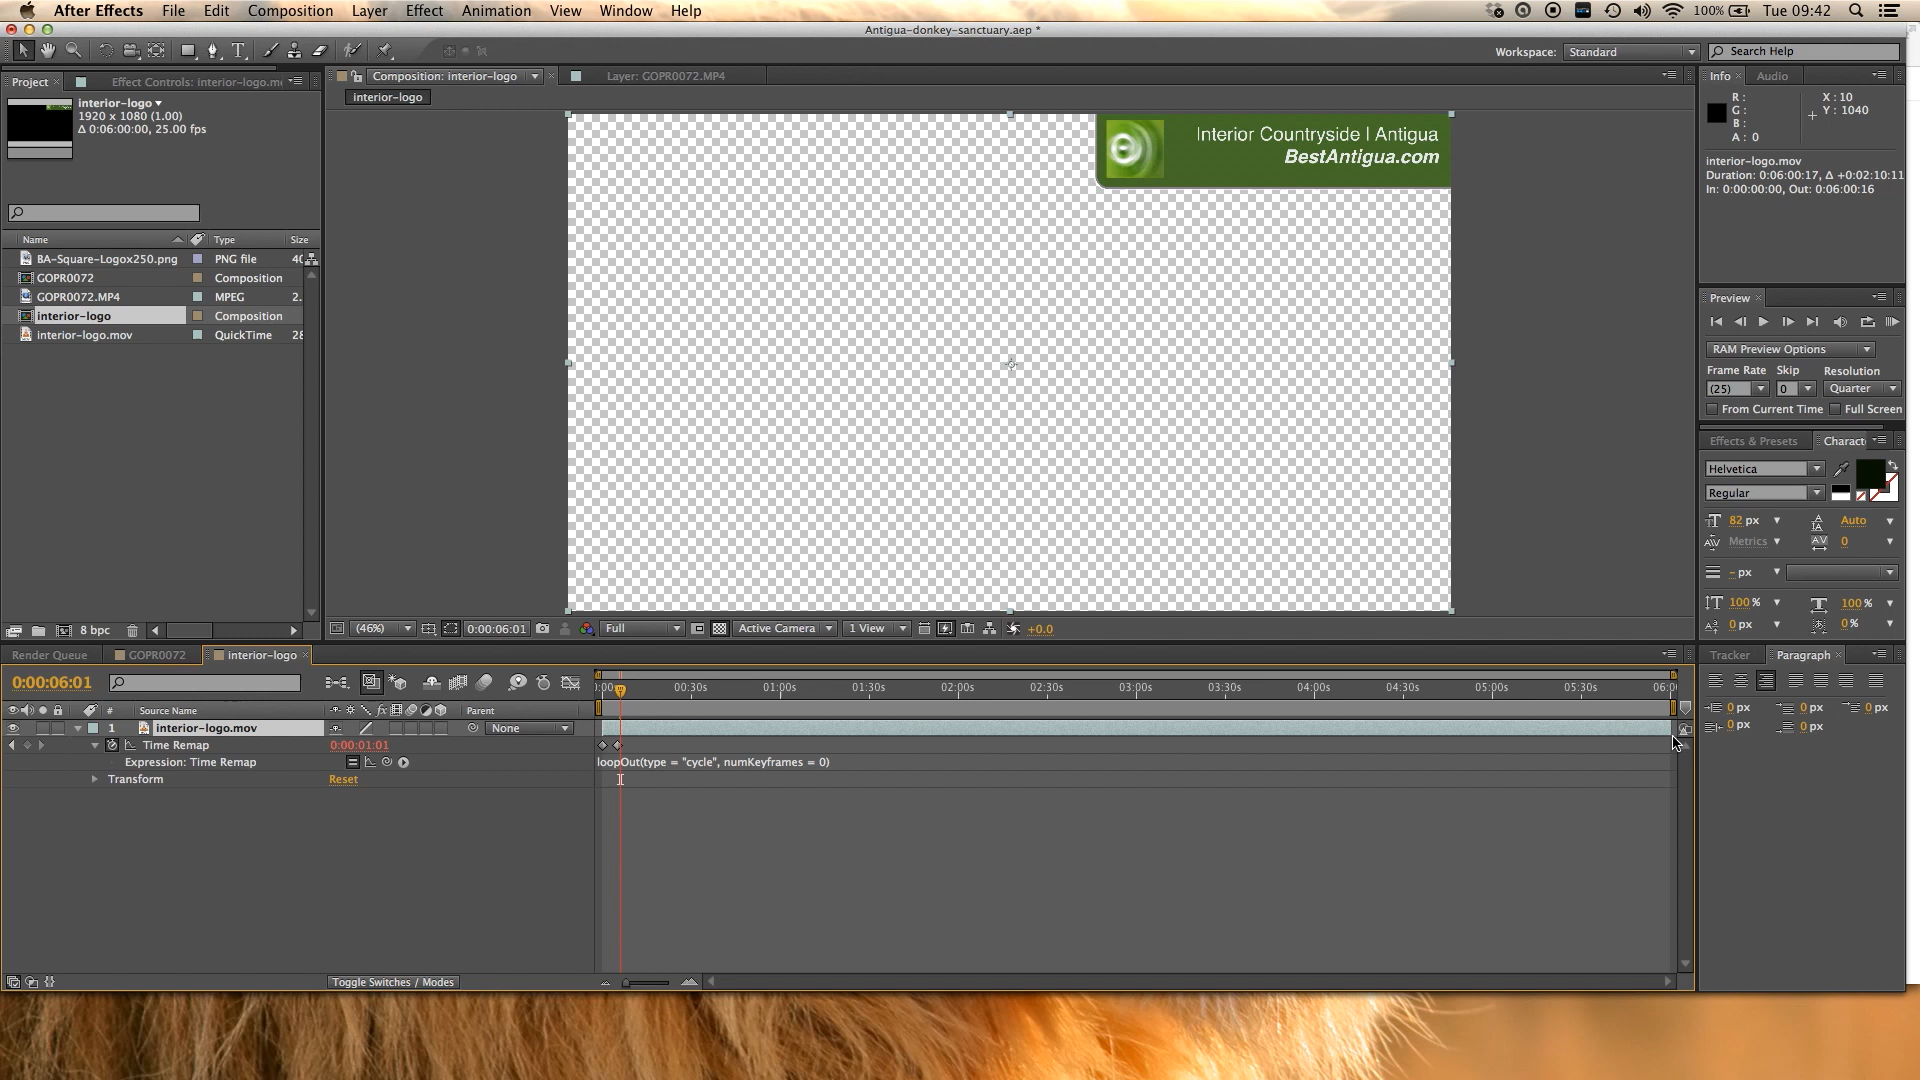 After Effects File Edit Composition Layer Effect Animation View Window Help 100% Tue 09:42
Antigua-donkey-sanctuary.aep *
Workspace: Standard Search Help
Project Effect Controls: interior-logo.m Composition: interior-logo Layer: GOPR0072.MP4 Info Audio
interior-logo
interior-logo
1920 x 1080 (1.00)
Δ 0:06:00:00, 25.00 fps
R :
G :
B :
A : 0
X : 10
Y : 1040
Interior Countryside | Antigua
BestAntigua.com
interior-logo.mov
Duration: 0:06:00:17, Δ +0:02:10:11
In: 0:00:00:00, Out: 0:06:00:16
Name Type Size
BA-Square-Logox250.png PNG file 40
GOPR0072 Composition
GOPR0072.MP4 MPEG 2.
interior-logo Composition
interior-logo.mov QuickTime 28
Preview
RAM Preview Options
Frame Rate Skip Resolution
(25) 0 Quarter
From Current Time Full Screen
Effects & Presets Charact
Helvetica
Regular
82 px Auto
Metrics 0
- px
100 % 100 %
0 px 0 %
8 bpc
(46%) 0:00:06:01 Full Active Camera 1 View +0.0
Render Queue GOPR0072 interior-logo
Tracker Paragraph
0:00:06:01
0:00s 00:30s 01:00s 01:30s 02:00s 02:30s 03:00s 03:30s 04:00s 04:30s 05:00s 05:30s 06:0
# Source Name fx Parent
1 interior-logo.mov None
Time Remap 0:00:01:01
Expression: Time Remap loopOut(type = "cycle", numKeyframes = 0)
Transform Reset
0 px 0 px 0 px
0 px 0 px
Toggle Switches / Modes